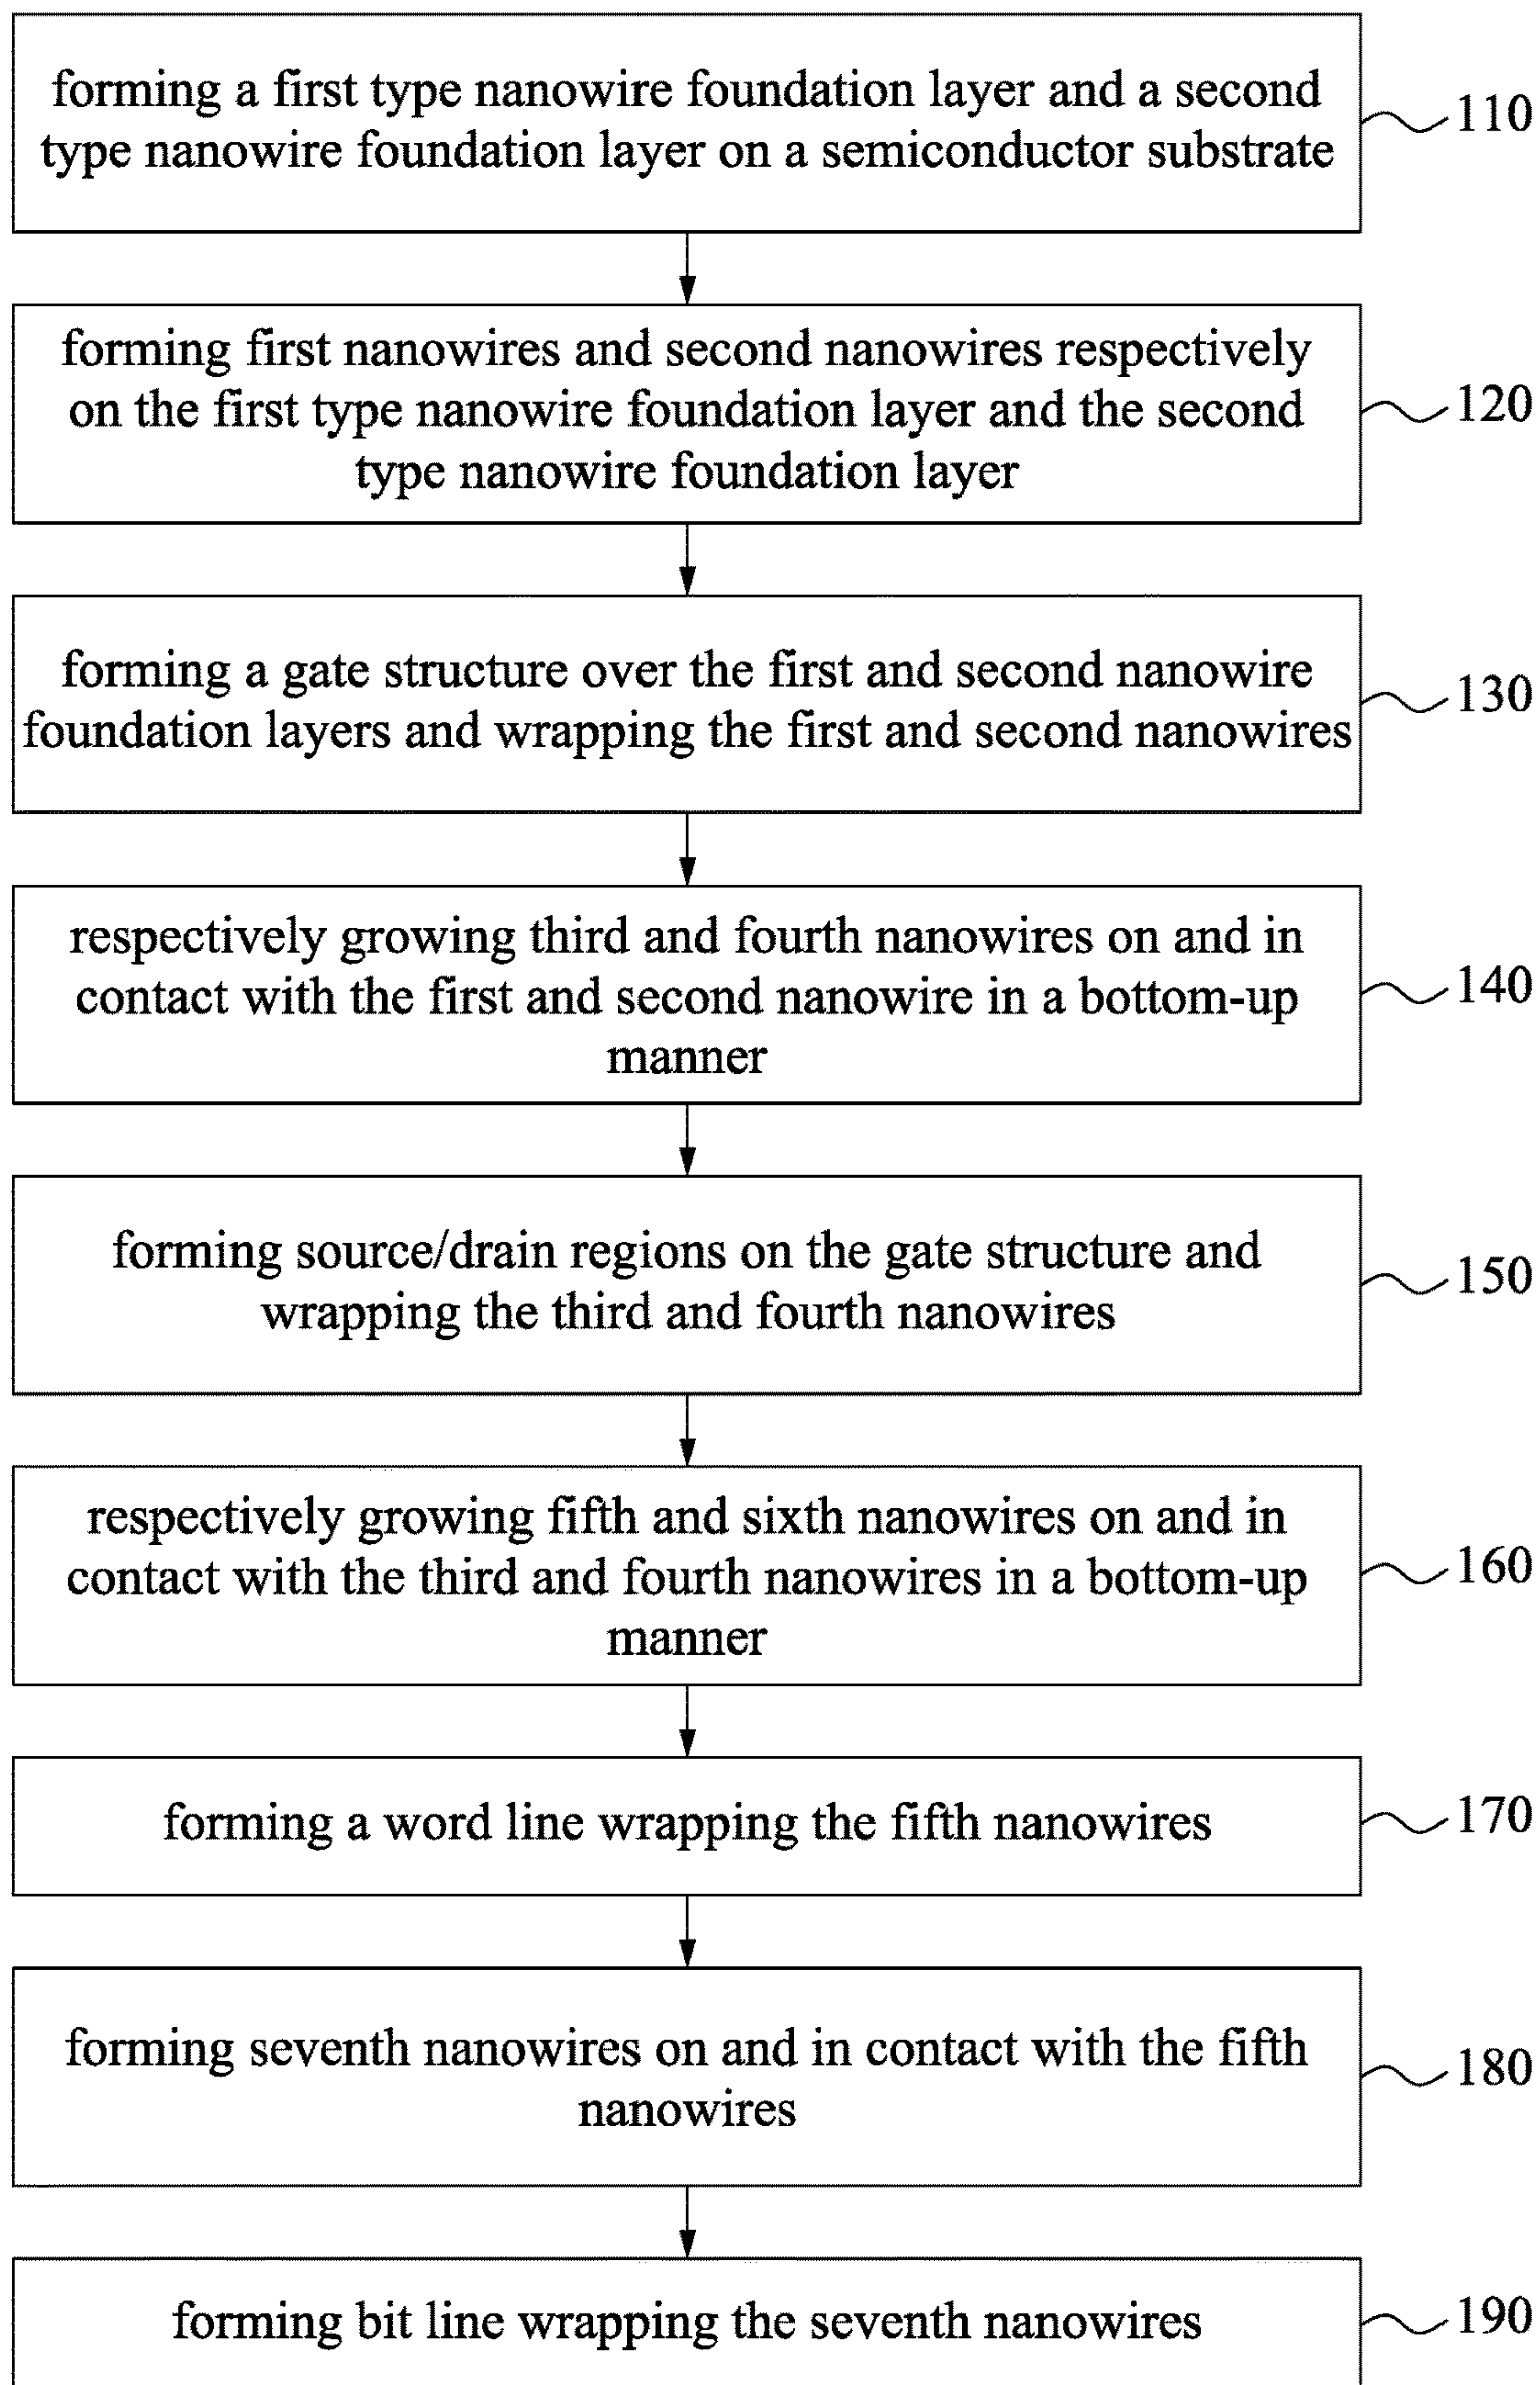 forming a first type nanowire foundation layer and a second
type nanowire foundation layer on a semiconductor substrate
110
forming first nanowires and second nanowires respectively
on the first type nanowire foundation layer and the second
type nanowire foundation layer
120
forming a gate structure over the first and second nanowire
foundation layers and wrapping the first and second nanowires
130
respectively growing third and fourth nanowires on and in
contact with the first and second nanowire in a bottom-up
manner
140
forming source/drain regions on the gate structure and
wrapping the third and fourth nanowires
150
respectively growing fifth and sixth nanowires on and in
contact with the third and fourth nanowires in a bottom-up
manner
160
forming a word line wrapping the fifth nanowires
170
forming seventh nanowires on and in contact with the fifth
nanowires
180
forming bit line wrapping the seventh nanowires
190